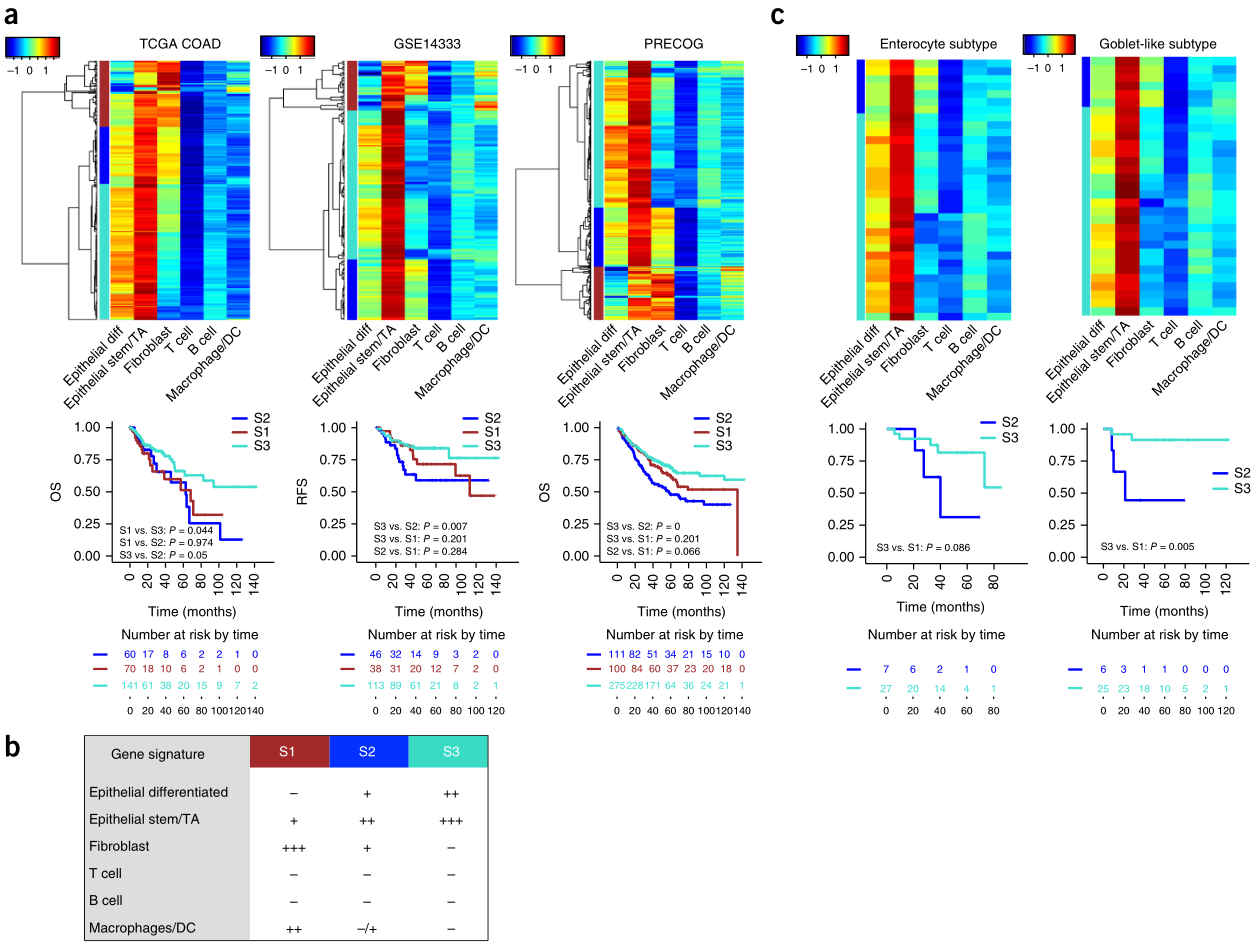 a
TCGA COAD
−1 0 1
Epithelial diff
Epithelial stem/TA
Fibroblast
T cell
B cell
Macrophage/DC
GSE14333
−1 0 1
Epithelial diff
Epithelial stem/TA
Fibroblast
T cell
B cell
Macrophage/DC
PRECOG
−1 0 1
Epithelial diff
Epithelial stem/TA
Fibroblast
T cell
B cell
Macrophage/DC
S2
S1
S3
1.00
0.75
0.50
0.25
0.00
OS
S1 vs. S3: P = 0.044
S1 vs. S2: P = 0.974
S3 vs. S2: P = 0.05
0 20 40 60 80 100 120 140
Time (months)
Number at risk by time
60 17 8 6 2 2 1 0
70 18 10 6 2 1 0 0
141 61 38 20 15 9 7 2
0 20 40 60 80 100 120 140
S2
S1
S3
1.00
0.75
0.50
0.25
0.00
RFS
S3 vs. S2: P = 0.007
S3 vs. S1: P = 0.201
S2 vs. S1: P = 0.284
0 20 40 60 80 100 120 140
Time (months)
Number at risk by time
46 32 14 9 3 2 0
38 31 20 12 7 2 0
113 89 61 21 8 2 1
0 20 40 60 80 100 120
S2
S1
S3
1.00
0.75
0.50
0.25
0.00
OS
S3 vs. S2: P = 0
S3 vs. S1: P = 0.201
S2 vs. S1: P = 0.066
0 20 40 60 80 100 120 140
Time (months)
Number at risk by time
111 82 51 34 21 15 10 0
100 84 60 37 23 20 18 0
275 228 171 64 36 24 21 1
0 20 40 60 80 100 120 140
b
Gene signature S1 S2 S3
Epithelial differentiated − + ++
Epithelial stem/TA + ++ +++
Fibroblast +++ + −
T cell − − −
B cell − − −
Macrophages/DC ++ −/+ −
c
Enterocyte subtype
−1 0 1
Epithelial diff
Epithelial stem/TA
Fibroblast
T cell
B cell
Macrophage/DC
Goblet-like subtype
−1 0 1
Epithelial diff
Epithelial stem/TA
Fibroblast
T cell
B cell
Macrophage/DC
S2
S3
1.00
0.75
0.50
0.25
0.00
S3 vs. S1: P = 0.086
0 20 40 60 80
Time (months)
Number at risk by time
7 6 2 1 0
27 20 14 4 1
0 20 40 60 80
S2
S3
1.00
0.75
0.50
0.25
0.00
S3 vs. S1: P = 0.005
0 20 40 60 80 100 120
Time (months)
Number at risk by time
6 3 1 1 0 0 0
25 23 18 10 5 2 1
0 20 40 60 80 100 120